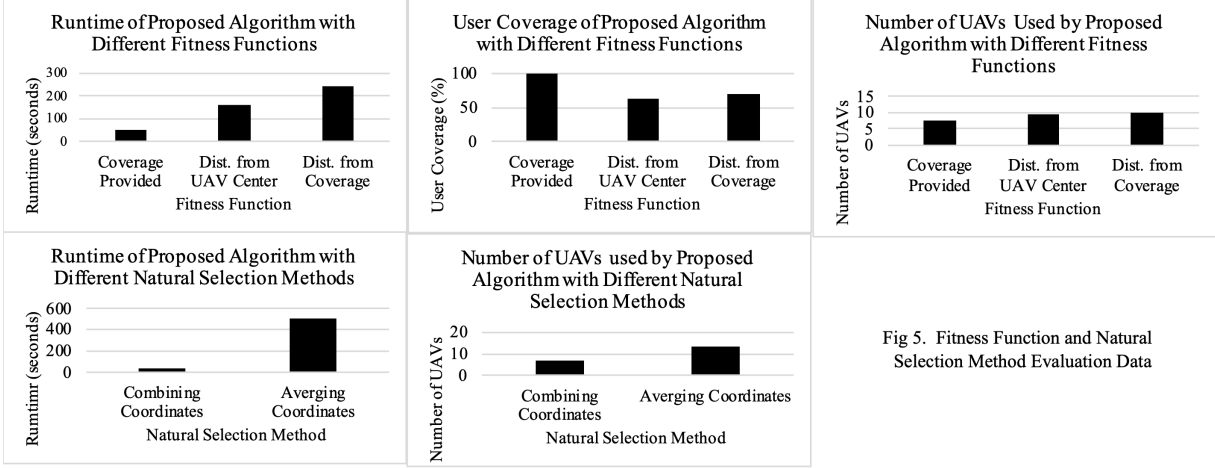 Runtime of Proposed Algorithm with
Different Fitness Functions
Rumtime (seconds)
300
200
100
0
Coverage Provided
Dist. from UAV Center
Dist. from Coverage
Fitness Function
User Coverage of Proposed Algorithm
with Different Fitness Functions
User Coverage (%)
100
50
0
Coverage Provided
Dist. from UAV Center
Dist. from Coverage
Fitness Function
Number of UAVs Used by Proposed
Algorithm with Different Fitness
Functions
Number of UAVs
15
10
5
0
Coverage Provided
Dist. from UAV Center
Dist. from Coverage
Fitness Function
Runtime of Proposed Algorithm with
Different Natural Selection Methods
Rumtimr (seconds)
600
400
200
0
Combining Coordinates
Averging Coordinates
Natural Selection Method
Number of UAVs used by Proposed
Algorithm with Different Natural
Selection Methods
Number of UAVs
20
10
0
Combining Coordinates
Averging Coordinates
Natural Selection Method
Fig 5. Fitness Function and Natural
Selection Method Evaluation Data